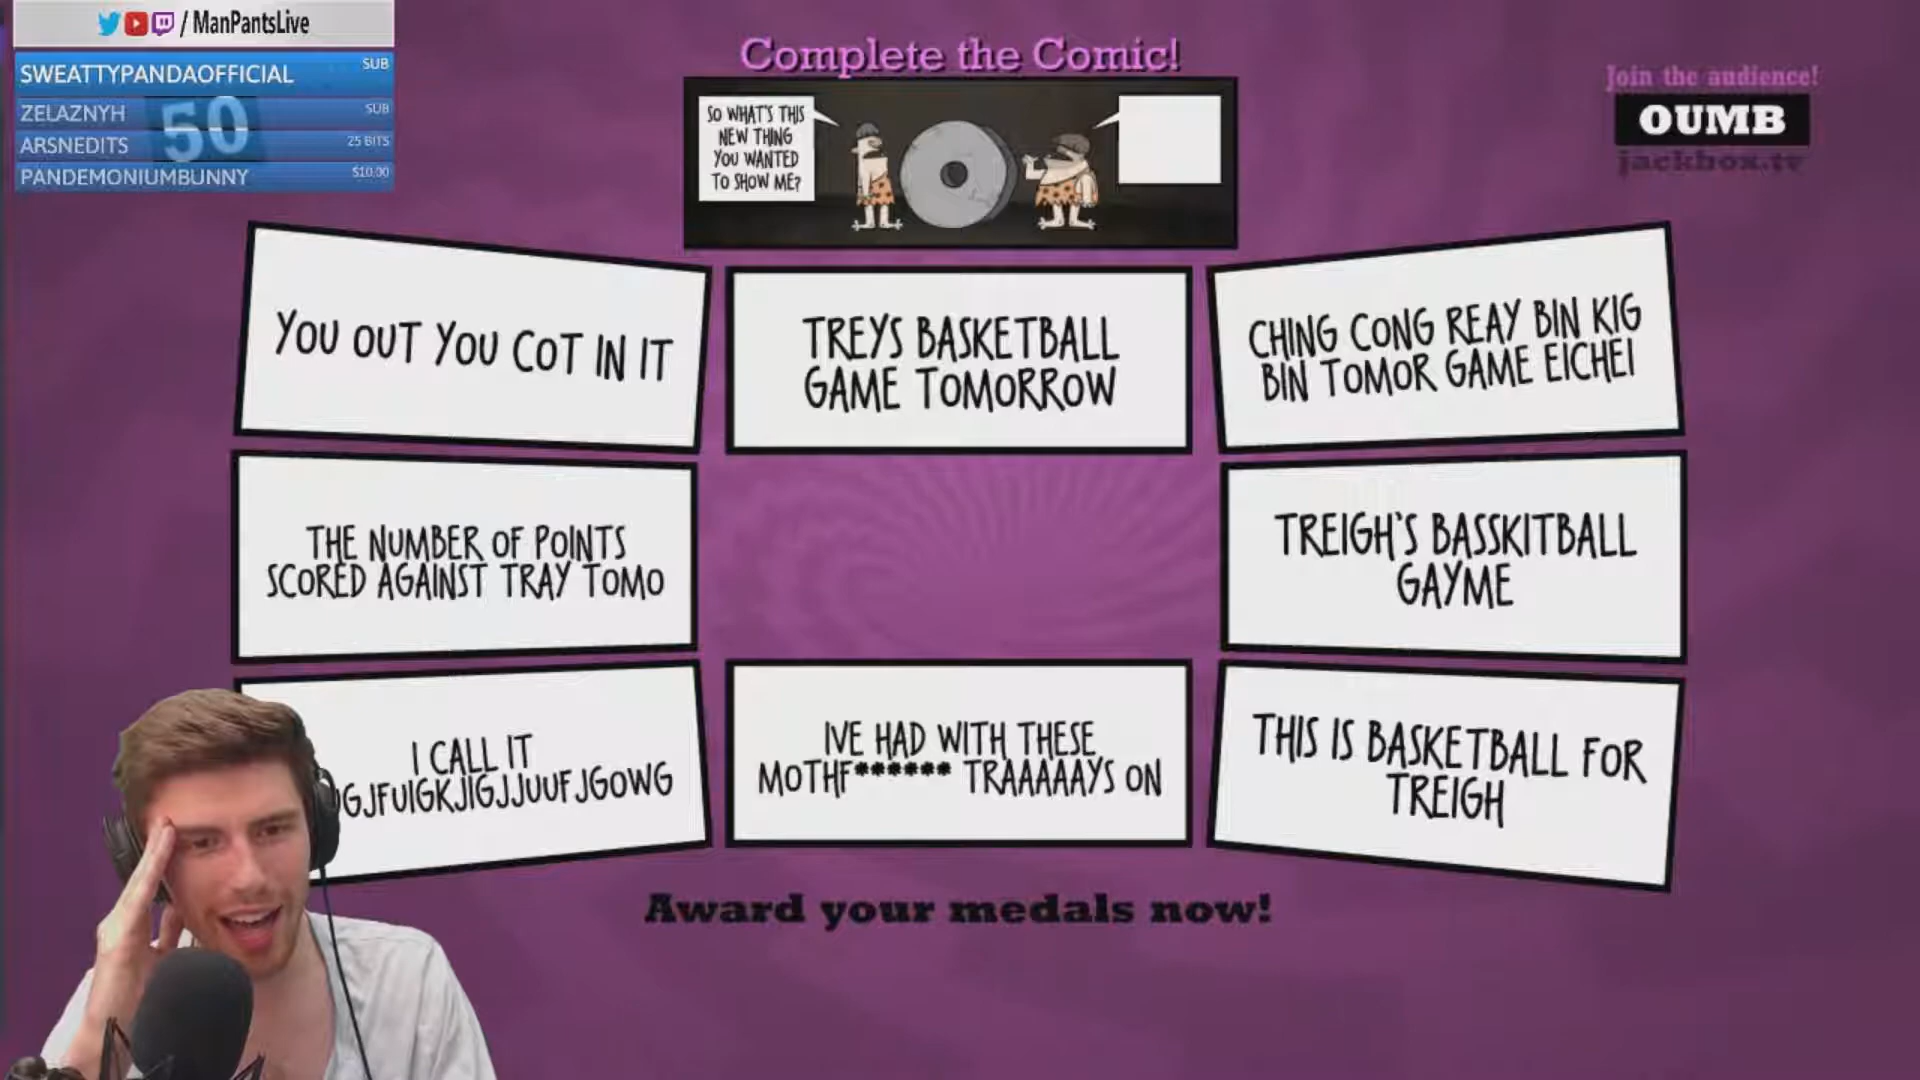 / ManPantsLive
SWEATTYPANDAOFFICIAL SUB
ZELAZNYH SUB
50
ARSNEDITS 25 BITS
PANDEMONIUMBUNNY $10.00
Complete the Comic!
SO WHAT'S THIS
NEW THING
YOU WANTED
TO SHOW ME?
Join the audience!
OUMB
jackbox.tv
YOU OUT YOU COT IN IT
TREYS BASKETBALL
GAME TOMORROW
CHING CONG REAY BIN KIG
BIN TOMOR GAME EICHEI
THE NUMBER OF POINTS
SCORED AGAINST TRAY TOMO
TREIGH'S BASSKITBALL
GAYME
I CALL IT
GJFUIGKJIGJJUUFJGOWG
IVE HAD WITH THESE
MOTHF****** TRAAAAAYS ON
THIS IS BASKETBALL FOR
TREIGH
Award your medals now!